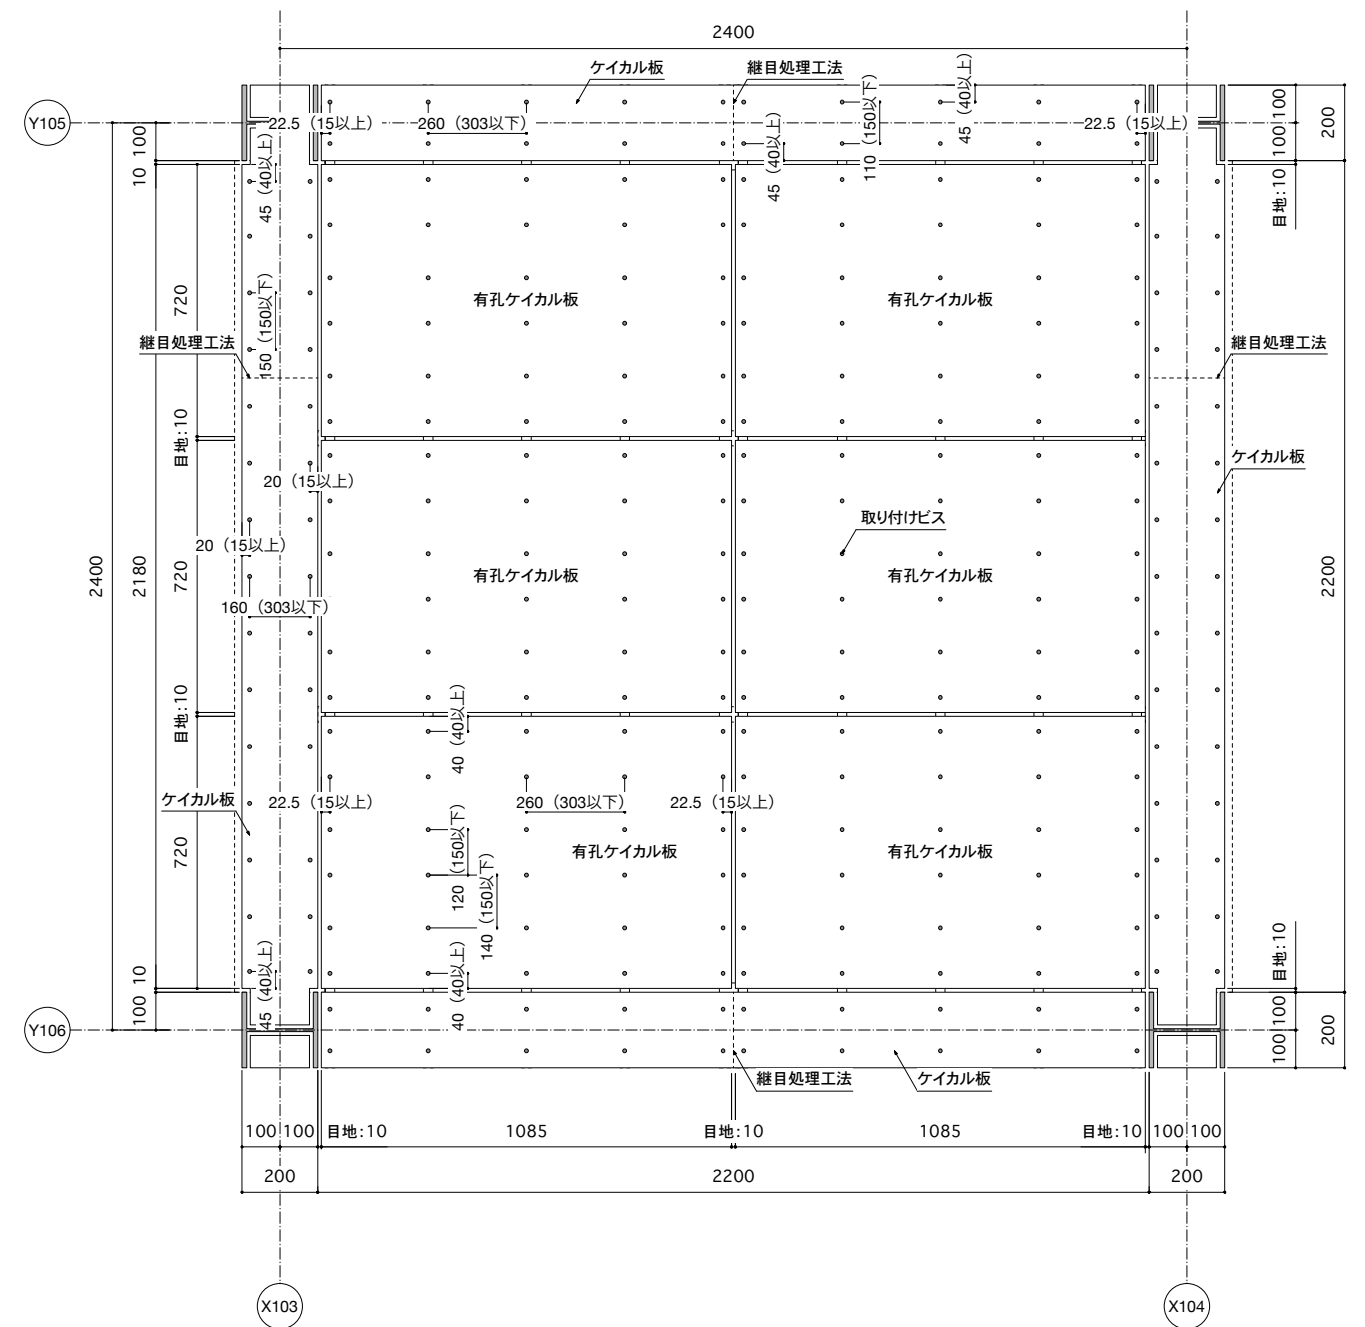 2400
ケイカル板
継目処理工法
Y105
22.5（15以上）
260（303以下）
45（40以上）
110（150以下）
45（40以上）
22.5（15以上）
100
100
200
100
10
45（40以上）
目地:10
720
150（150以下）
有孔ケイカル板
有孔ケイカル板
継目処理工法
継目処理工法
目地:10
20（15以上）
ケイカル板
取り付けビス
20（15以上）
2400
2180
720
有孔ケイカル板
有孔ケイカル板
2200
160（303以下）
目地:10
40（40以上）
ケイカル板
22.5（15以上）
260（303以下）
22.5（15以上）
720
120（150以下）
有孔ケイカル板
有孔ケイカル板
140（150以下）
45（40以上）
40（40以上）
目地:10
10
100
Y106
100
100
200
継目処理工法
ケイカル板
100
100
目地:10
1085
目地:10
1085
目地:10
100
100
200
2200
200
X103
X104